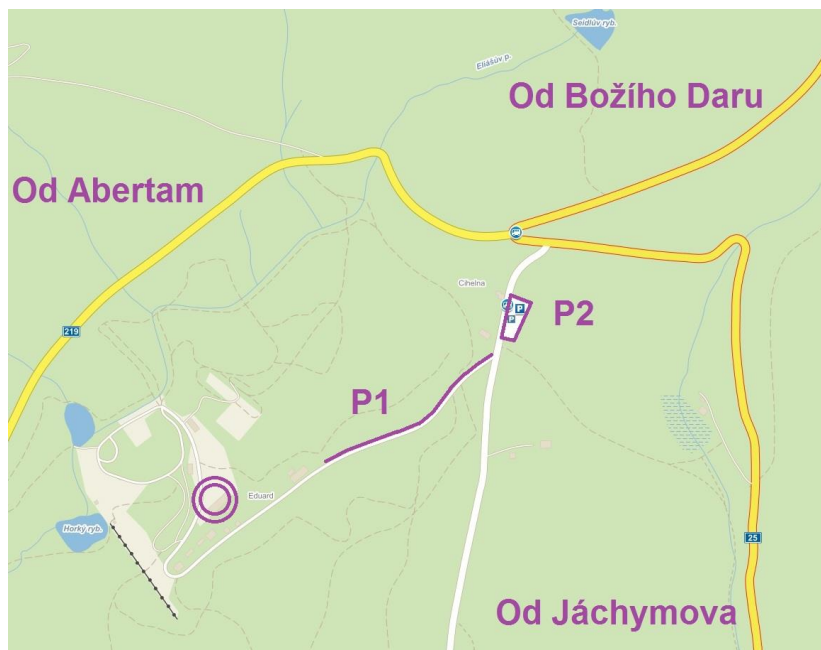 Seidlův ryb.
Eliášův p.
Od Božího Daru
Od Abertam
Cihelna
P
P
P2
219
P1
Eduard
Horký ryb.
25
Od Jáchymova